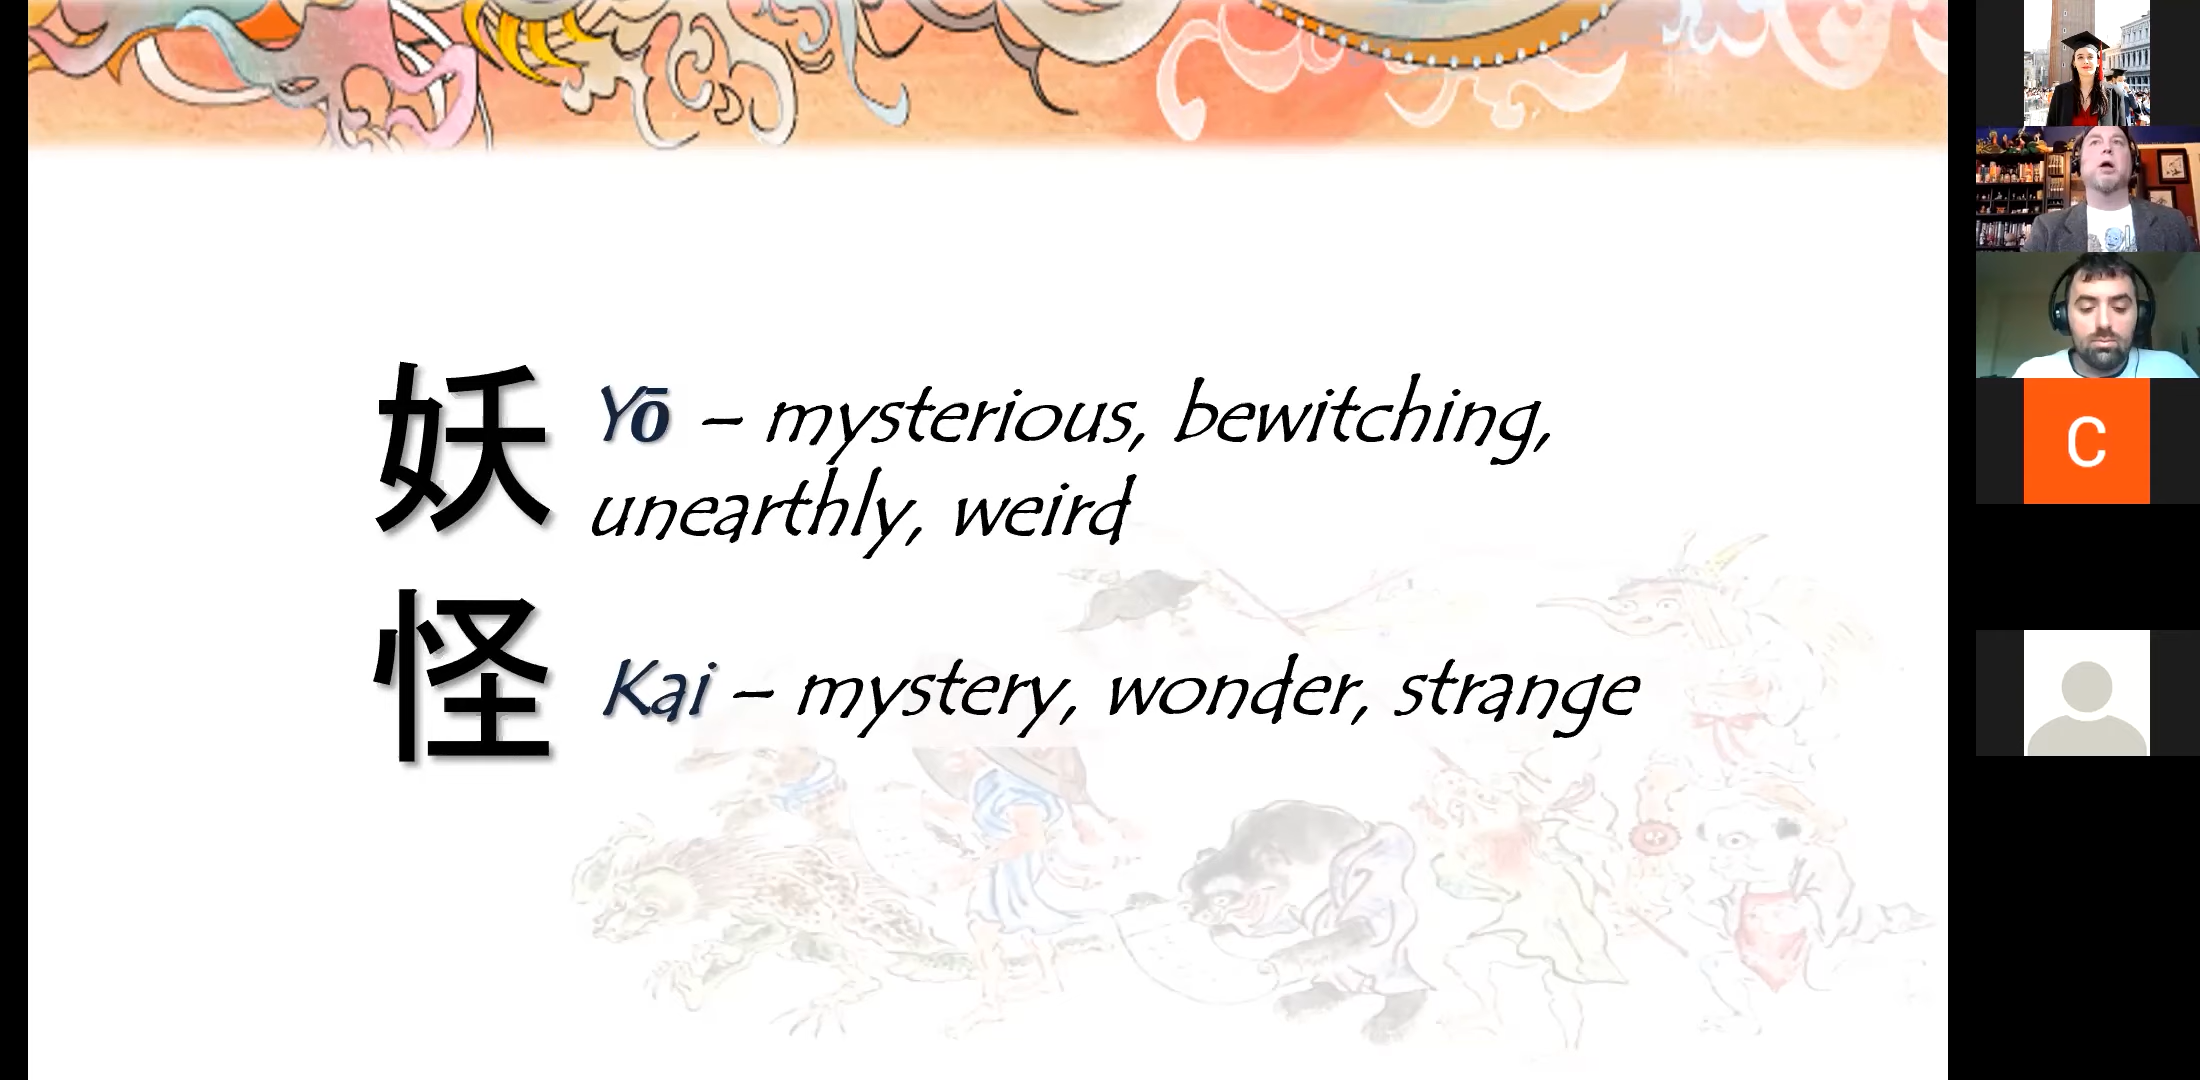 妖 Yō – mysterious, bewitching,
unearthly, weird
怪 Kai – mystery, wonder, strange
C